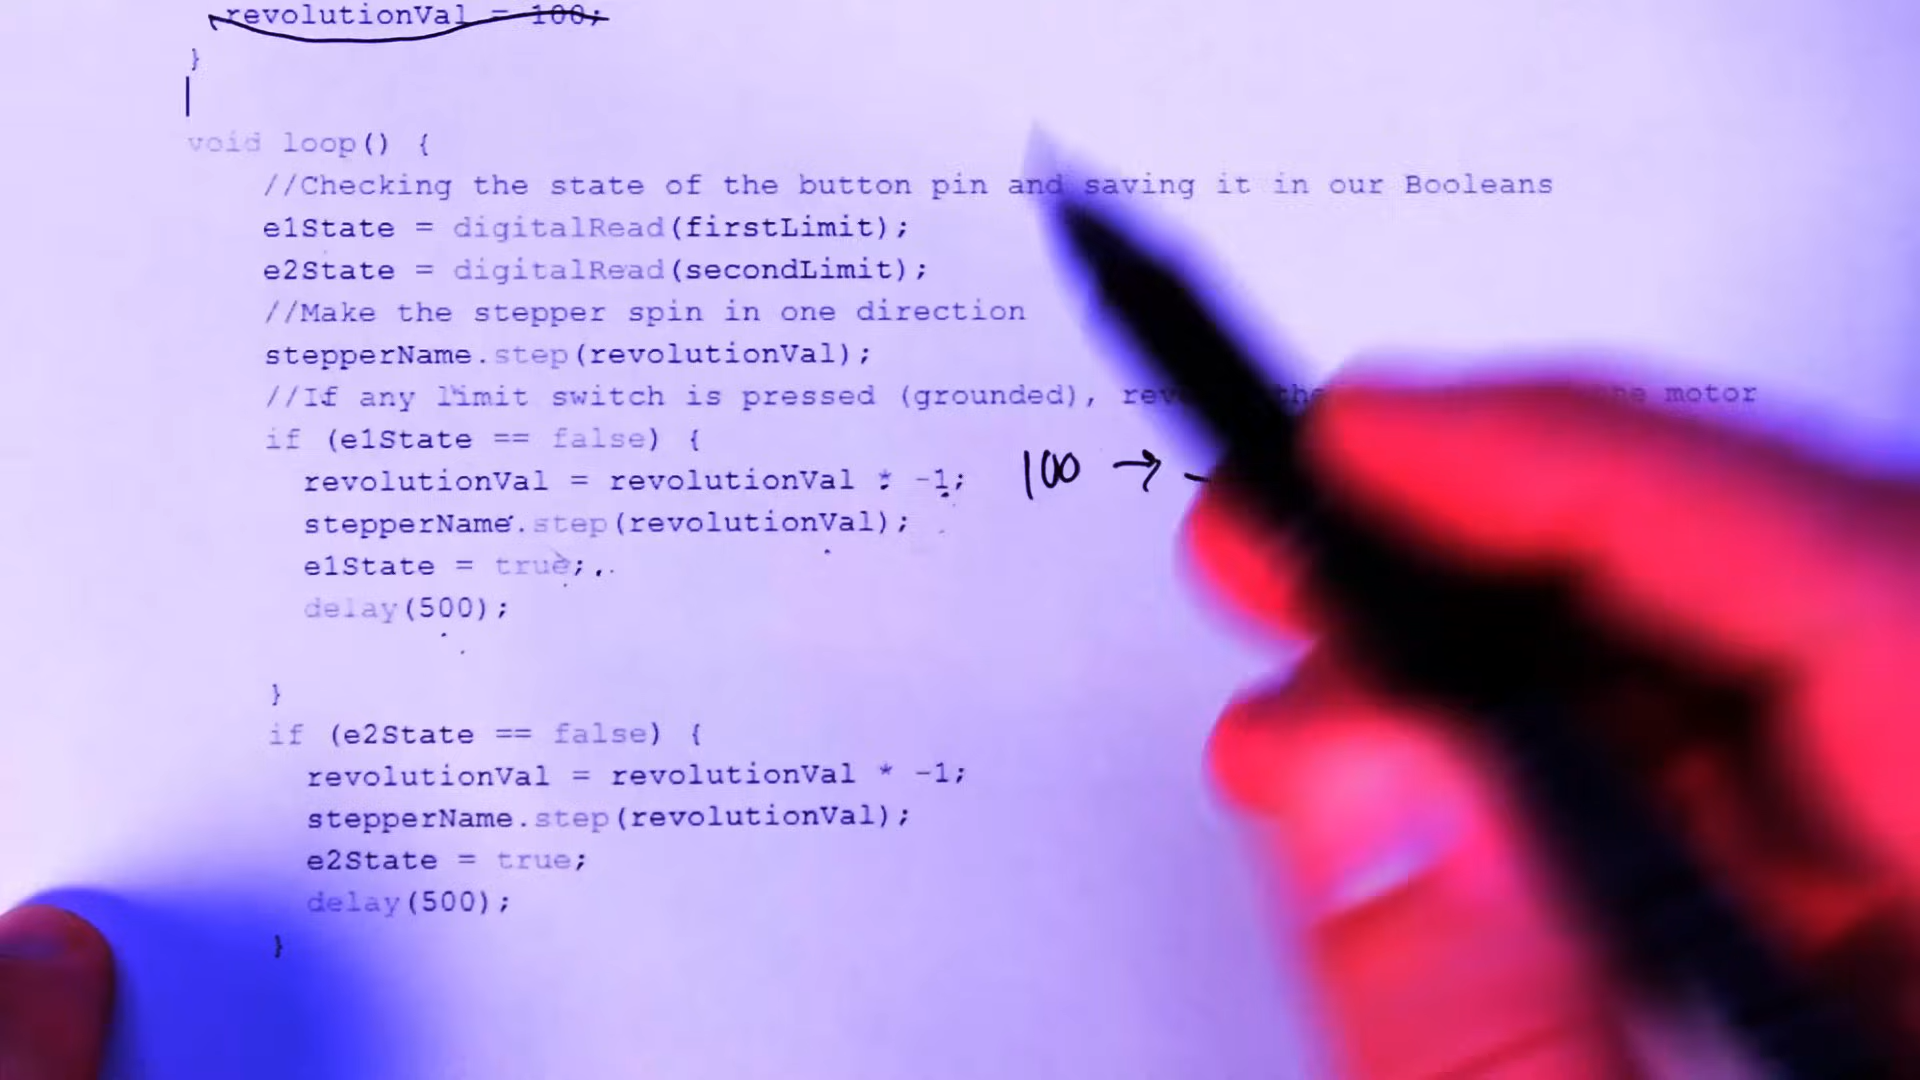 revolutionVal = 100;
}
void loop() {
//Checking the state of the button pin and saving it in our Booleans
e1State = digitalRead(firstLimit);
e2State = digitalRead(secondLimit);
//Make the stepper spin in one direction
stepperName.step(revolutionVal);
//If any limit switch is pressed (grounded), motor
if (e1State == false) {
revolutionVal = revolutionVal * -1; 100 →
stepperName.step(revolutionVal);
e1State = true;
delay(500);
}
if (e2State == false) {
revolutionVal = revolutionVal * -1;
stepperName.step(revolutionVal);
e2State = true;
delay(500);
}